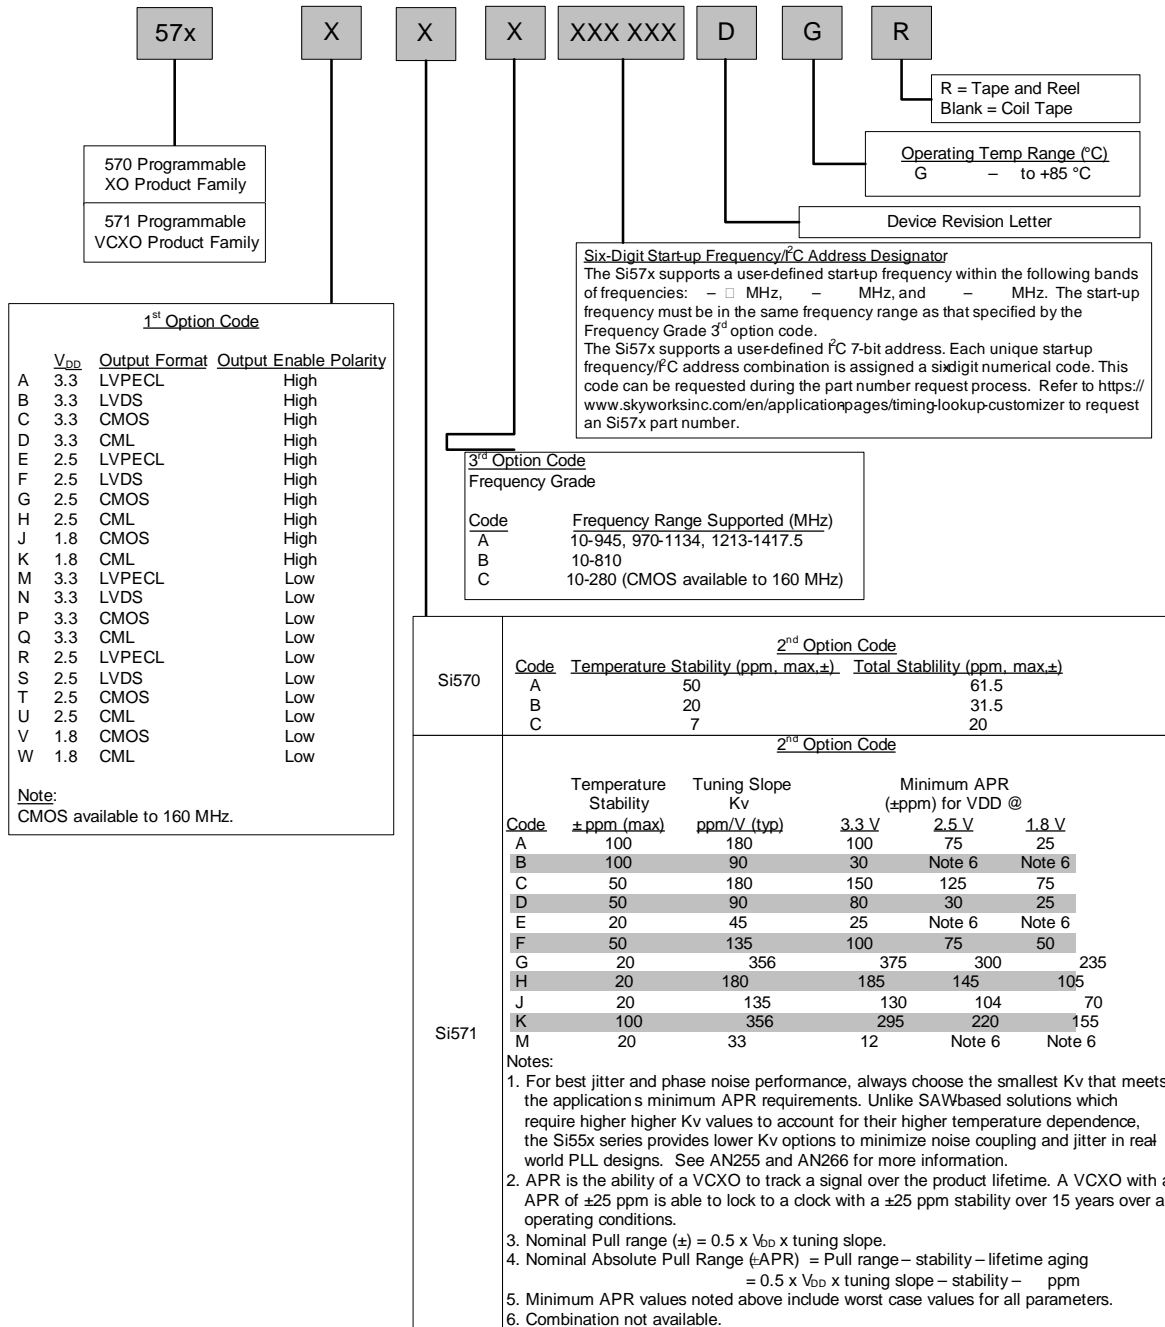 57x X X X XXX XXX D G R
R = Tape and Reel
Blank = Coil Tape
Operating Temp Range (°C)
G – to +85 °C
Device Revision Letter
570 Programmable
XO Product Family
571 Programmable
VCXO Product Family
Six-Digit Start-up Frequency/I²C Address Designator
The Si57x supports a user-defined start-up frequency within the following bands
of frequencies: – □ MHz, – MHz, and – MHz. The start-up
frequency must be in the same frequency range as that specified by the
Frequency Grade 3rd option code.
The Si57x supports a user-defined I²C 7-bit address. Each unique start-up
frequency/I²C address combination is assigned a six-digit numerical code. This
code can be requested during the part number request process. Refer to https://
www.skyworksinc.com/en/application-pages/timing-lookup-customizer to request
an Si57x part number.
1st Option Code
VDD Output Format Output Enable Polarity
A 3.3 LVPECL High
B 3.3 LVDS High
C 3.3 CMOS High
D 3.3 CML High
E 2.5 LVPECL High
F 2.5 LVDS High
G 2.5 CMOS High
H 2.5 CML High
J 1.8 CMOS High
K 1.8 CML High
M 3.3 LVPECL Low
N 3.3 LVDS Low
P 3.3 CMOS Low
Q 3.3 CML Low
R 2.5 LVPECL Low
S 2.5 LVDS Low
T 2.5 CMOS Low
U 2.5 CML Low
V 1.8 CMOS Low
W 1.8 CML Low
Note:
CMOS available to 160 MHz.
3rd Option Code
Frequency Grade
Code Frequency Range Supported (MHz)
A 10-945, 970-1134, 1213-1417.5
B 10-810
C 10-280 (CMOS available to 160 MHz)
Si570
2nd Option Code
Code Temperature Stability (ppm, max,±) Total Stablility (ppm, max,±)
A 50 61.5
B 20 31.5
C 7 20
Si571
2nd Option Code
Temperature Tuning Slope Minimum APR
Stability Kv (±ppm) for VDD @
Code ± ppm (max) ppm/V (typ) 3.3 V 2.5 V 1.8 V
A 100 180 100 75 25
B 100 90 30 Note 6 Note 6
C 50 180 150 125 75
D 50 90 80 30 25
E 20 45 25 Note 6 Note 6
F 50 135 100 75 50
G 20 356 375 300 235
H 20 180 185 145 105
J 20 135 130 104 70
K 100 356 295 220 155
M 20 33 12 Note 6 Note 6
Notes:
1. For best jitter and phase noise performance, always choose the smallest Kv that meets
the application s minimum APR requirements. Unlike SAW-based solutions which
require higher higher Kv values to account for their higher temperature dependence,
the Si55x series provides lower Kv options to minimize noise coupling and jitter in real-
world PLL designs. See AN255 and AN266 for more information.
2. APR is the ability of a VCXO to track a signal over the product lifetime. A VCXO with a
APR of ±25 ppm is able to lock to a clock with a ±25 ppm stability over 15 years over a
operating conditions.
3. Nominal Pull range (±) = 0.5 x VDD x tuning slope.
4. Nominal Absolute Pull Range (±APR) = Pull range – stability – lifetime aging
= 0.5 x VDD x tuning slope – stability – ppm
5. Minimum APR values noted above include worst case values for all parameters.
6. Combination not available.